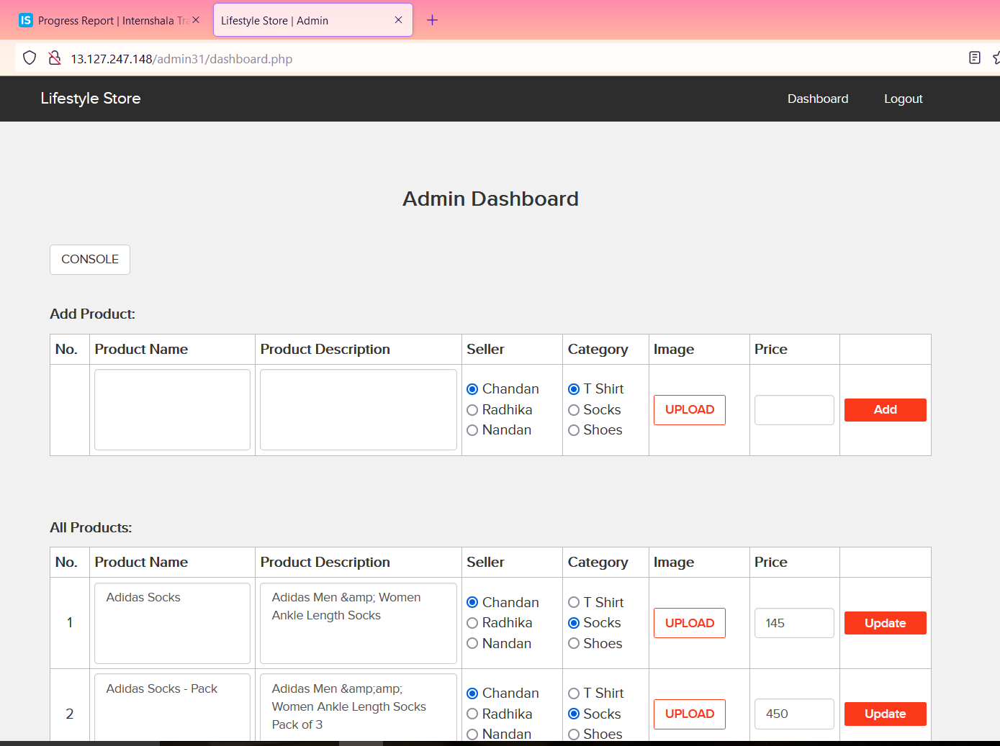 IS Progress Report | Internshala Tra
Lifestyle Store | Admin
13.127.247.148/admin31/dashboard.php
Lifestyle Store
Dashboard
Logout
Admin Dashboard
CONSOLE
Add Product:
No. Product Name Product Description Seller Category Image Price
Chandan T Shirt
Radhika Socks UPLOAD Add
Nandan Shoes
All Products:
No. Product Name Product Description Seller Category Image Price
Adidas Socks Adidas Men &amp; Women Chandan T Shirt
Ankle Length Socks
1 Radhika Socks UPLOAD 145 Update
Nandan Shoes
Adidas Socks - Pack Adidas Men &amp;amp; Chandan T Shirt
Women Ankle Length Socks
2 Radhika Socks UPLOAD 450 Update
Pack of 3
Nandan Shoes